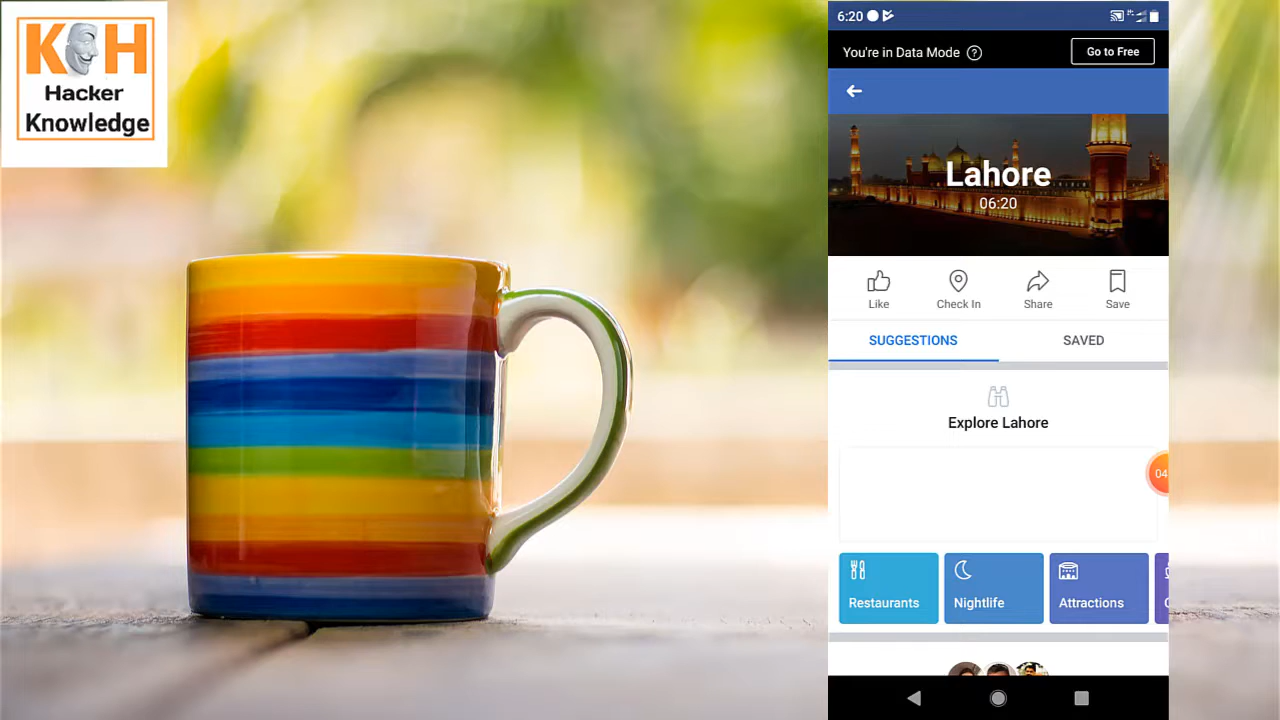 KH
Hacker
Knowledge
6:20
You're in Data Mode ?
Go to Free
Lahore
06:20
Like
Check In
Share
Save
SUGGESTIONS
SAVED
Explore Lahore
04
Restaurants
Nightlife
Attractions